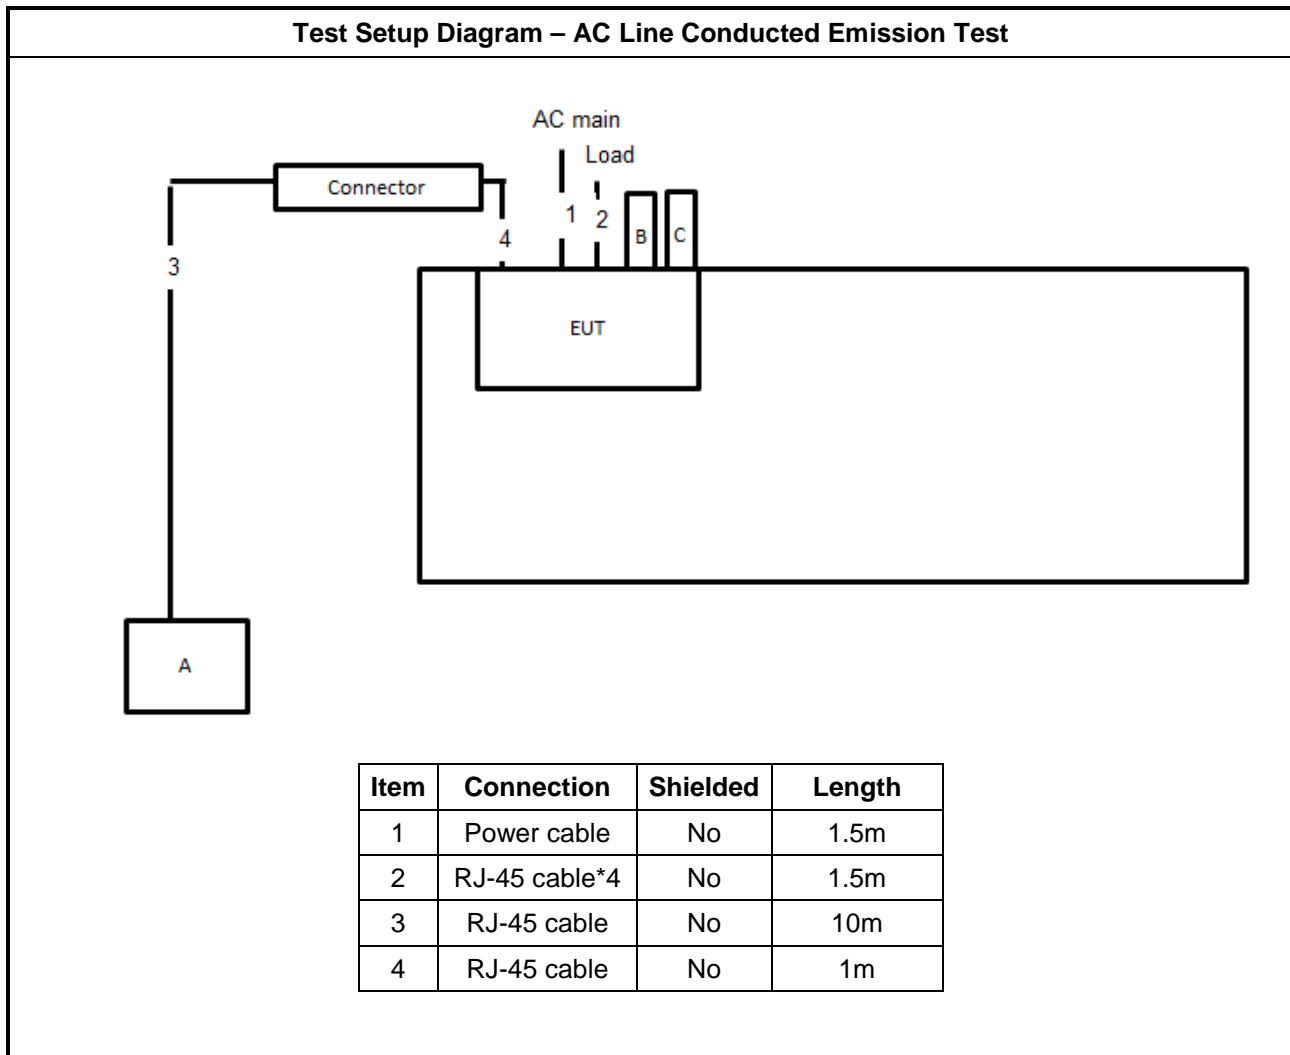 Test Setup Diagram – AC Line Conducted Emission Test
AC main
Load
Connector
1
2
B
C
4
3
EUT
A
Item Connection Shielded Length
1 Power cable No 1.5m
2 RJ-45 cable*4 No 1.5m
3 RJ-45 cable No 10m
4 RJ-45 cable No 1m